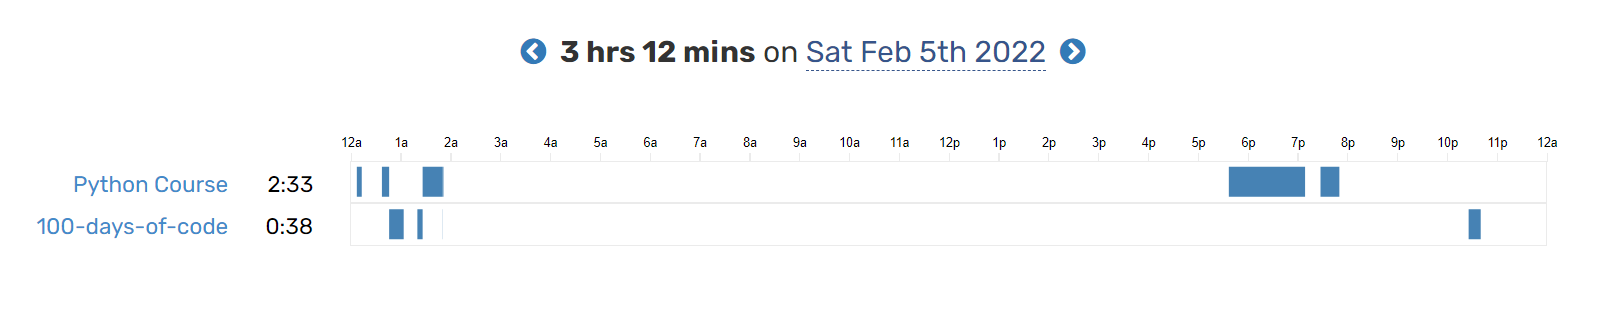 3 hrs 12 mins on Sat Feb 5th 2022
12a 1a 2a 3a 4a 5a 6a 7a 8a 9a 10a 11a 12p 1p 2p 3p 4p 5p 6p 7p 8p 9p 10p 11p 12a
Python Course 2:33
100-days-of-code 0:38